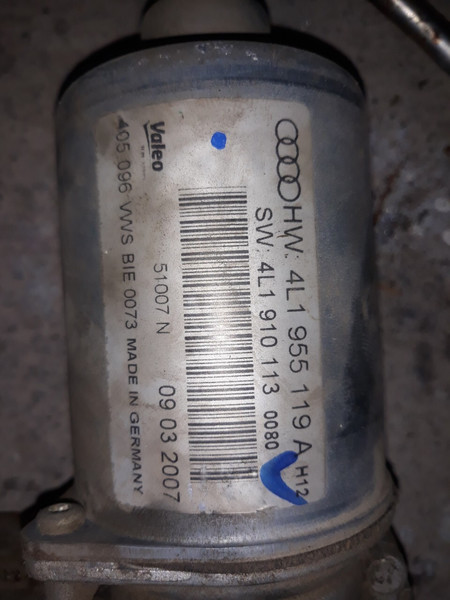 HW: 4L1 955 119 A H12
SW: 4L1 910 113 0080
Valeo
51007 N 09 03 2007
405 096 VWS BIE 0073 MADE IN GERMANY